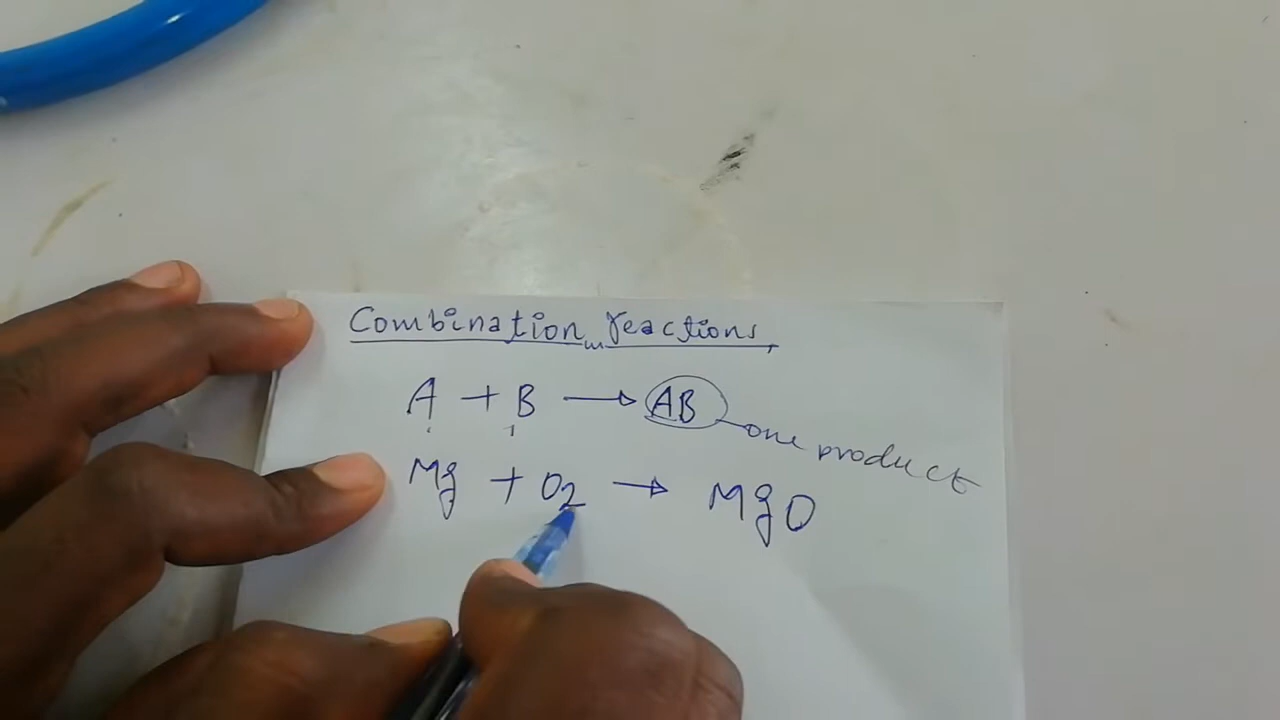 Combination reactions,
A + B → AB one product
Mg + O2 → MgO